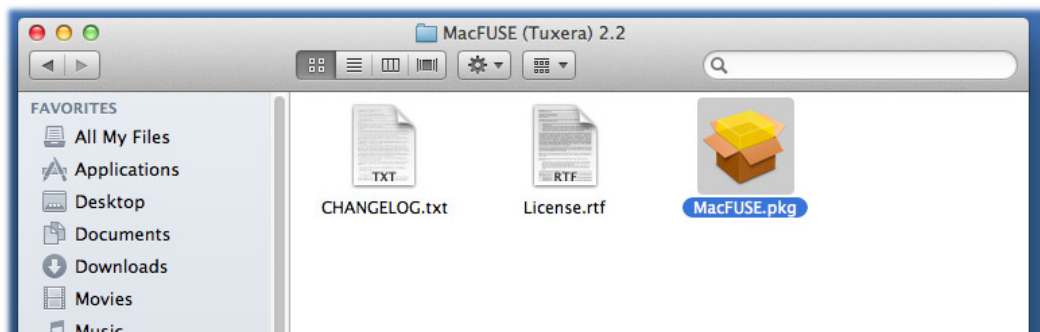 MacFUSE (Tuxera) 2.2
FAVORITES
All My Files
Applications
Desktop
Documents
Downloads
Movies
Music
TXT
RTF
CHANGELOG.txt
License.rtf
MacFUSE.pkg